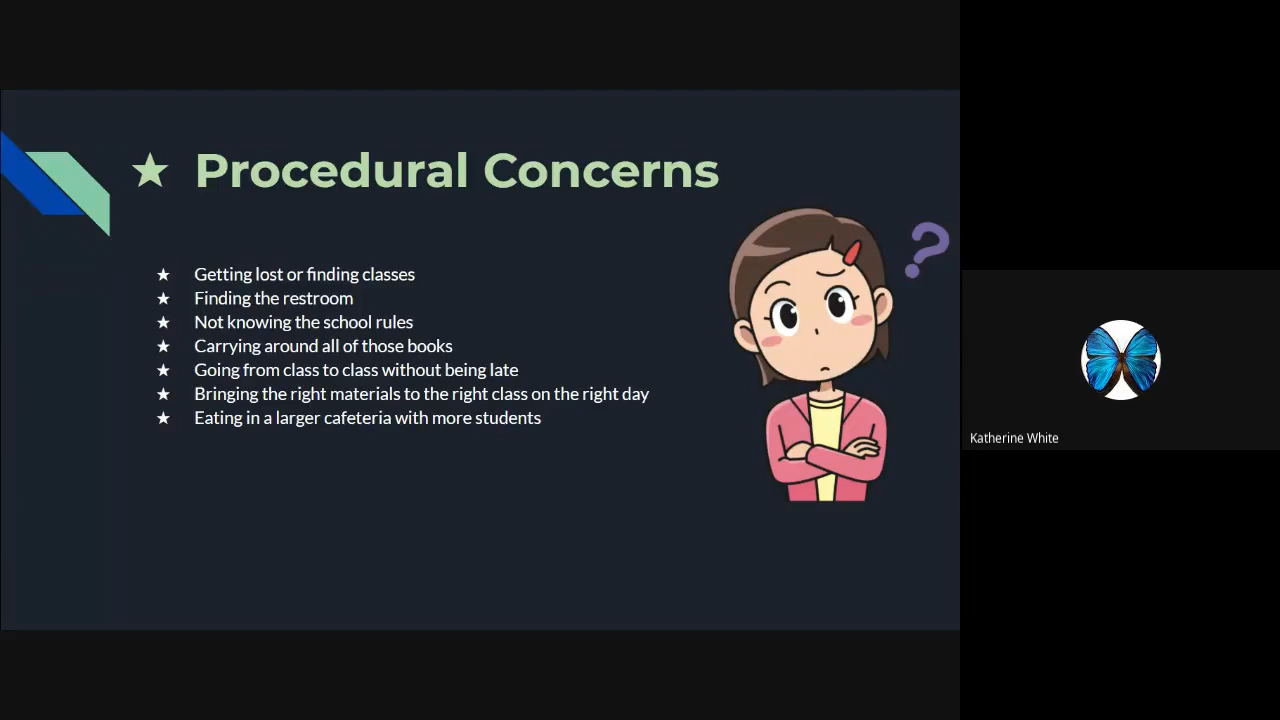 ★ Procedural Concerns
?
★ Getting lost or finding classes
★ Finding the restroom
★ Not knowing the school rules
★ Carrying around all of those books
★ Going from class to class without being late
★ Bringing the right materials to the right class on the right day
★ Eating in a larger cafeteria with more students
Katherine White